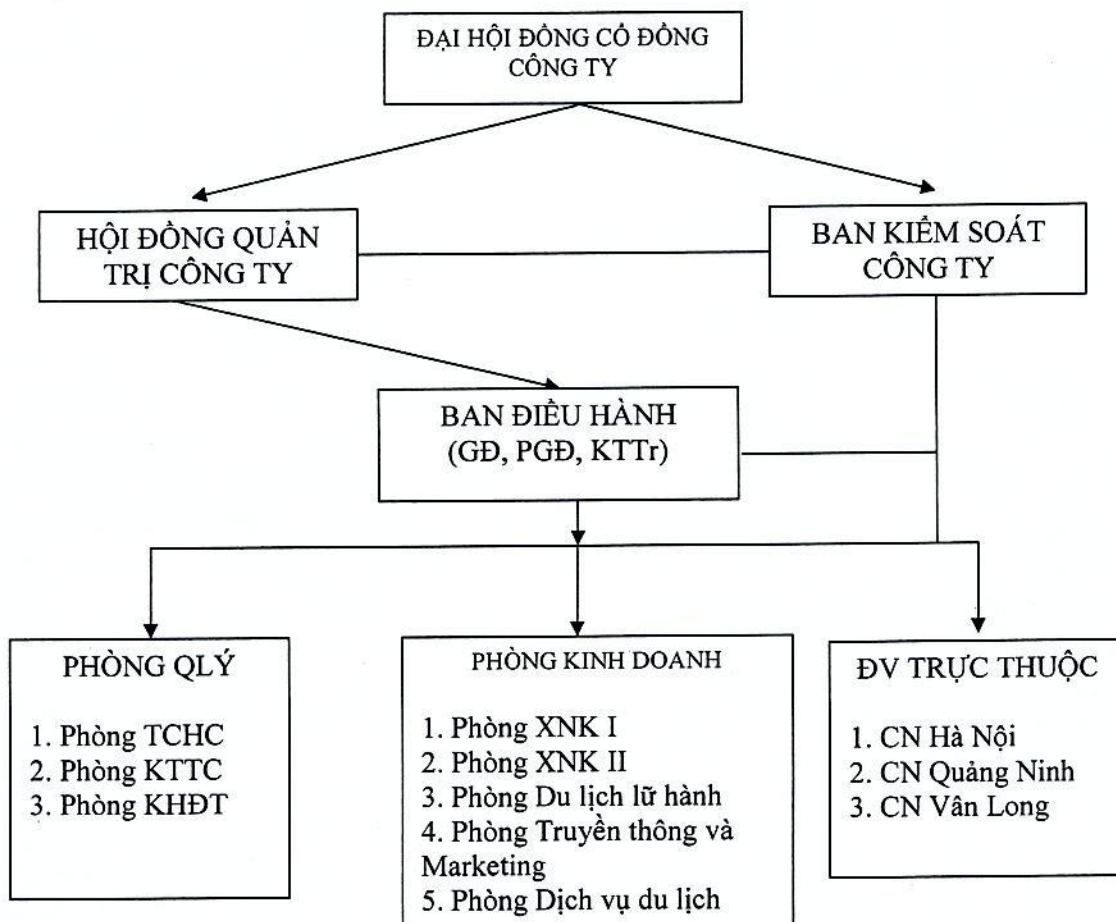 ĐẠI HỘI ĐỒNG CỔ ĐÔNG
CÔNG TY
HỘI ĐỒNG QUẢN
TRỊ CÔNG TY
BAN KIỂM SOÁT
CÔNG TY
BAN ĐIỀU HÀNH
(GĐ, PGĐ, KTTr)
PHÒNG QLÝ
1. Phòng TCHC
2. Phòng KTTC
3. Phòng KHĐT
PHÒNG KINH DOANH
1. Phòng XNK I
2. Phòng XNK II
3. Phòng Du lịch lữ hành
4. Phòng Truyền thông và
Marketing
5. Phòng Dịch vụ du lịch
ĐV TRỰC THUỘC
1. CN Hà Nội
2. CN Quảng Ninh
3. CN Vân Long